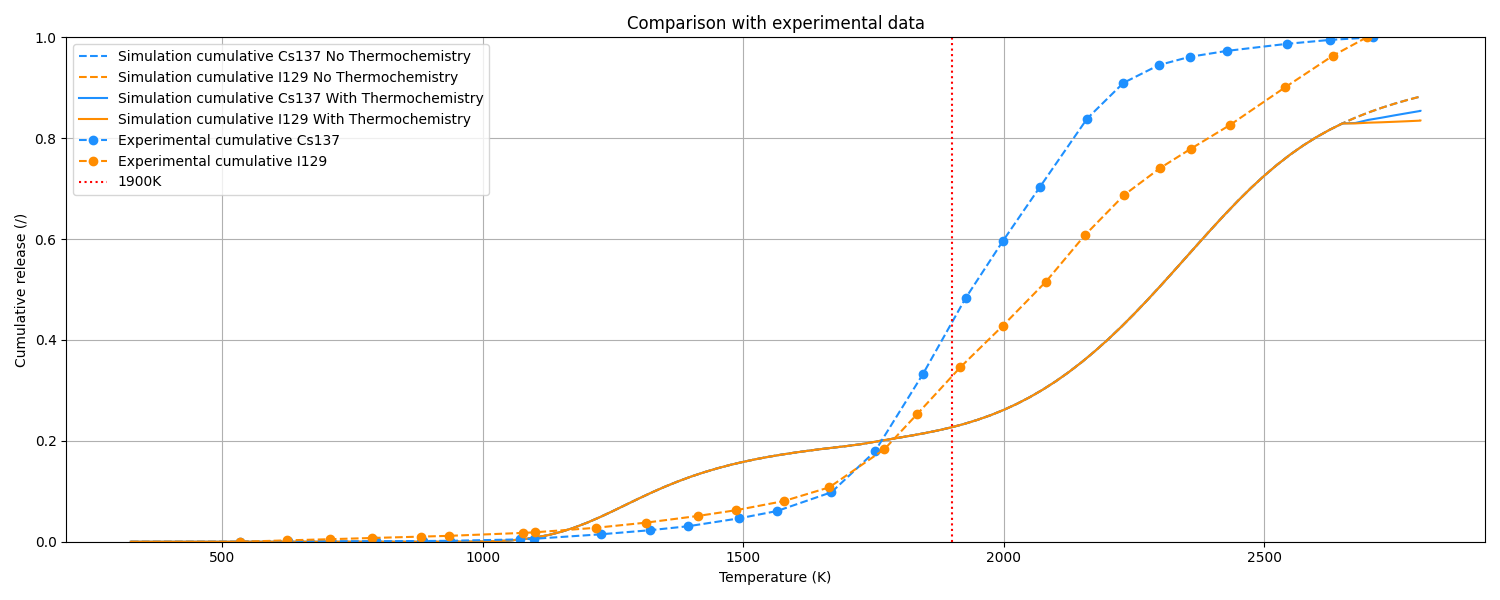 Comparison with experimental data
Simulation cumulative Cs137 No Thermochemistry
Simulation cumulative I129 No Thermochemistry
Simulation cumulative Cs137 With Thermochemistry
Simulation cumulative I129 With Thermochemistry
Experimental cumulative Cs137
Experimental cumulative I129
1900K
Cumulative release (/)
1.0
0.8
0.6
0.4
0.2
0.0
500
1000
1500
2000
2500
Temperature (K)